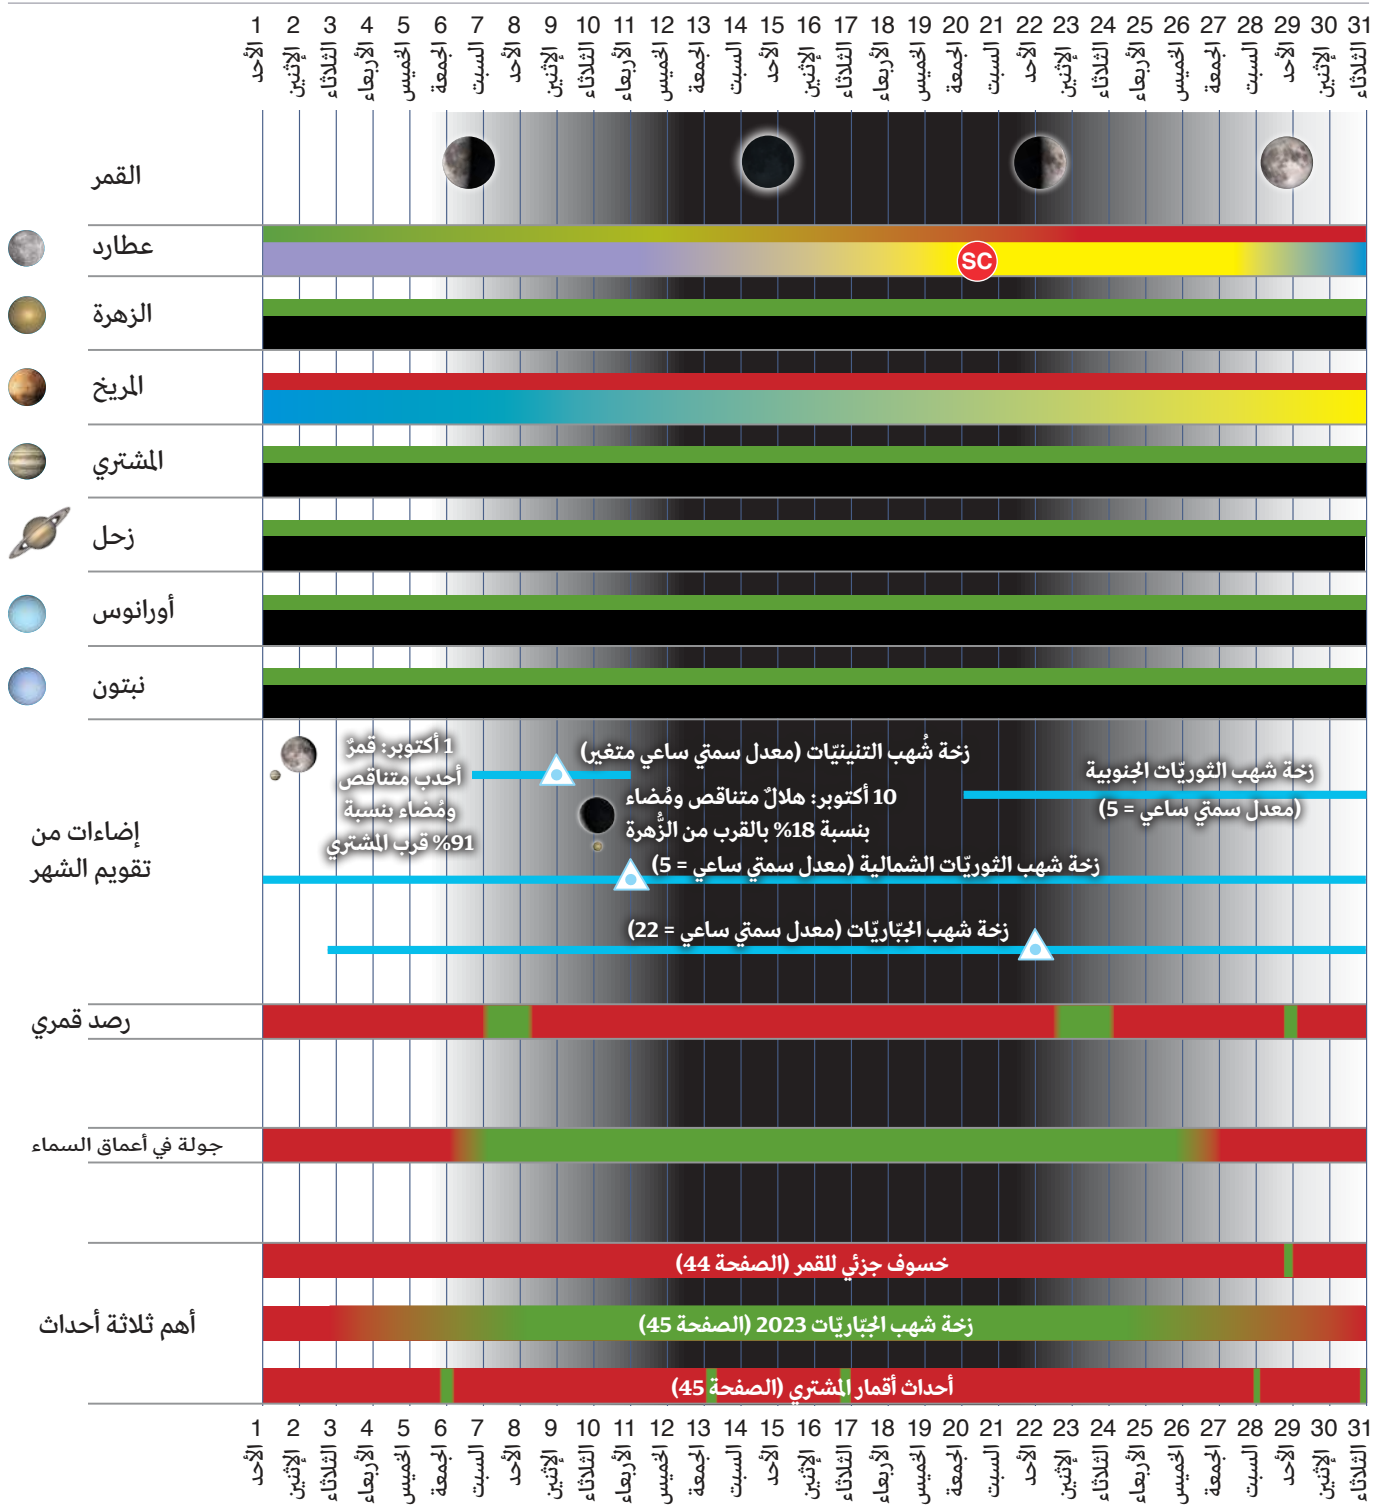 1 2 3 4 5 6 7 8 9 10 11 12 13 14 15 16 17 18 19 20 21 22 23 24 25 26 27 28 29 30 31
الأحد الإثنين الثلاثاء الأربعاء الخميس الجمعة السبت الأحد الإثنين الثلاثاء الأربعاء الخميس الجمعة السبت الأحد الإثنين الثلاثاء الأربعاء الخميس الجمعة السبت الأحد الإثنين الثلاثاء الأربعاء الخميس الجمعة السبت الأحد الإثنين الثلاثاء
القمر
عطارد
SC
الزهرة
المريخ
المشتري
زحل
أورانوس
نبتون
إضاءات من
تقويم الشهر
1 أكتوبر: قمرٌ
أحدب متناقص
ومُضاء بنسبة
91% قرب المشتري
زخة شُهب التنينيّات (معدل سمتي ساعي متغير)
10 أكتوبر: هلالٌ متناقص ومُضاء
بنسبة 18% بالقرب من الزُّهرة
زخة شهب الثوريّات الجنوبية
(معدل سمتي ساعي = 5)
زخة شهب الثوريّات الشمالية (معدل سمتي ساعي = 5)
زخة شهب الجبّاريّات (معدل سمتي ساعي = 22)
رصد قمري
جولة في أعماق السماء
أهم ثلاثة أحداث
خسوف جزئي للقمر (الصفحة 44)
زخة شهب الجبّاريّات 2023 (الصفحة 45)
أحداث أقمار المشتري (الصفحة 45)
1 2 3 4 5 6 7 8 9 10 11 12 13 14 15 16 17 18 19 20 21 22 23 24 25 26 27 28 29 30 31
الأحد الإثنين الثلاثاء الأربعاء الخميس الجمعة السبت الأحد الإثنين الثلاثاء الأربعاء الخميس الجمعة السبت الأحد الإثنين الثلاثاء الأربعاء الخميس الجمعة السبت الأحد الإثنين الثلاثاء الأربعاء الخميس الجمعة السبت الأحد الإثنين الثلاثاء